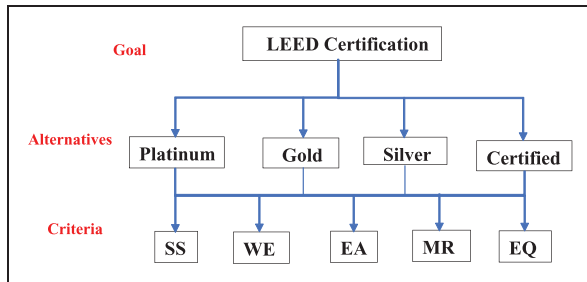 Goal
LEED Certification
Alternatives
Platinum
Gold
Silver
Certified
Criteria
SS
WE
EA
MR
EQ